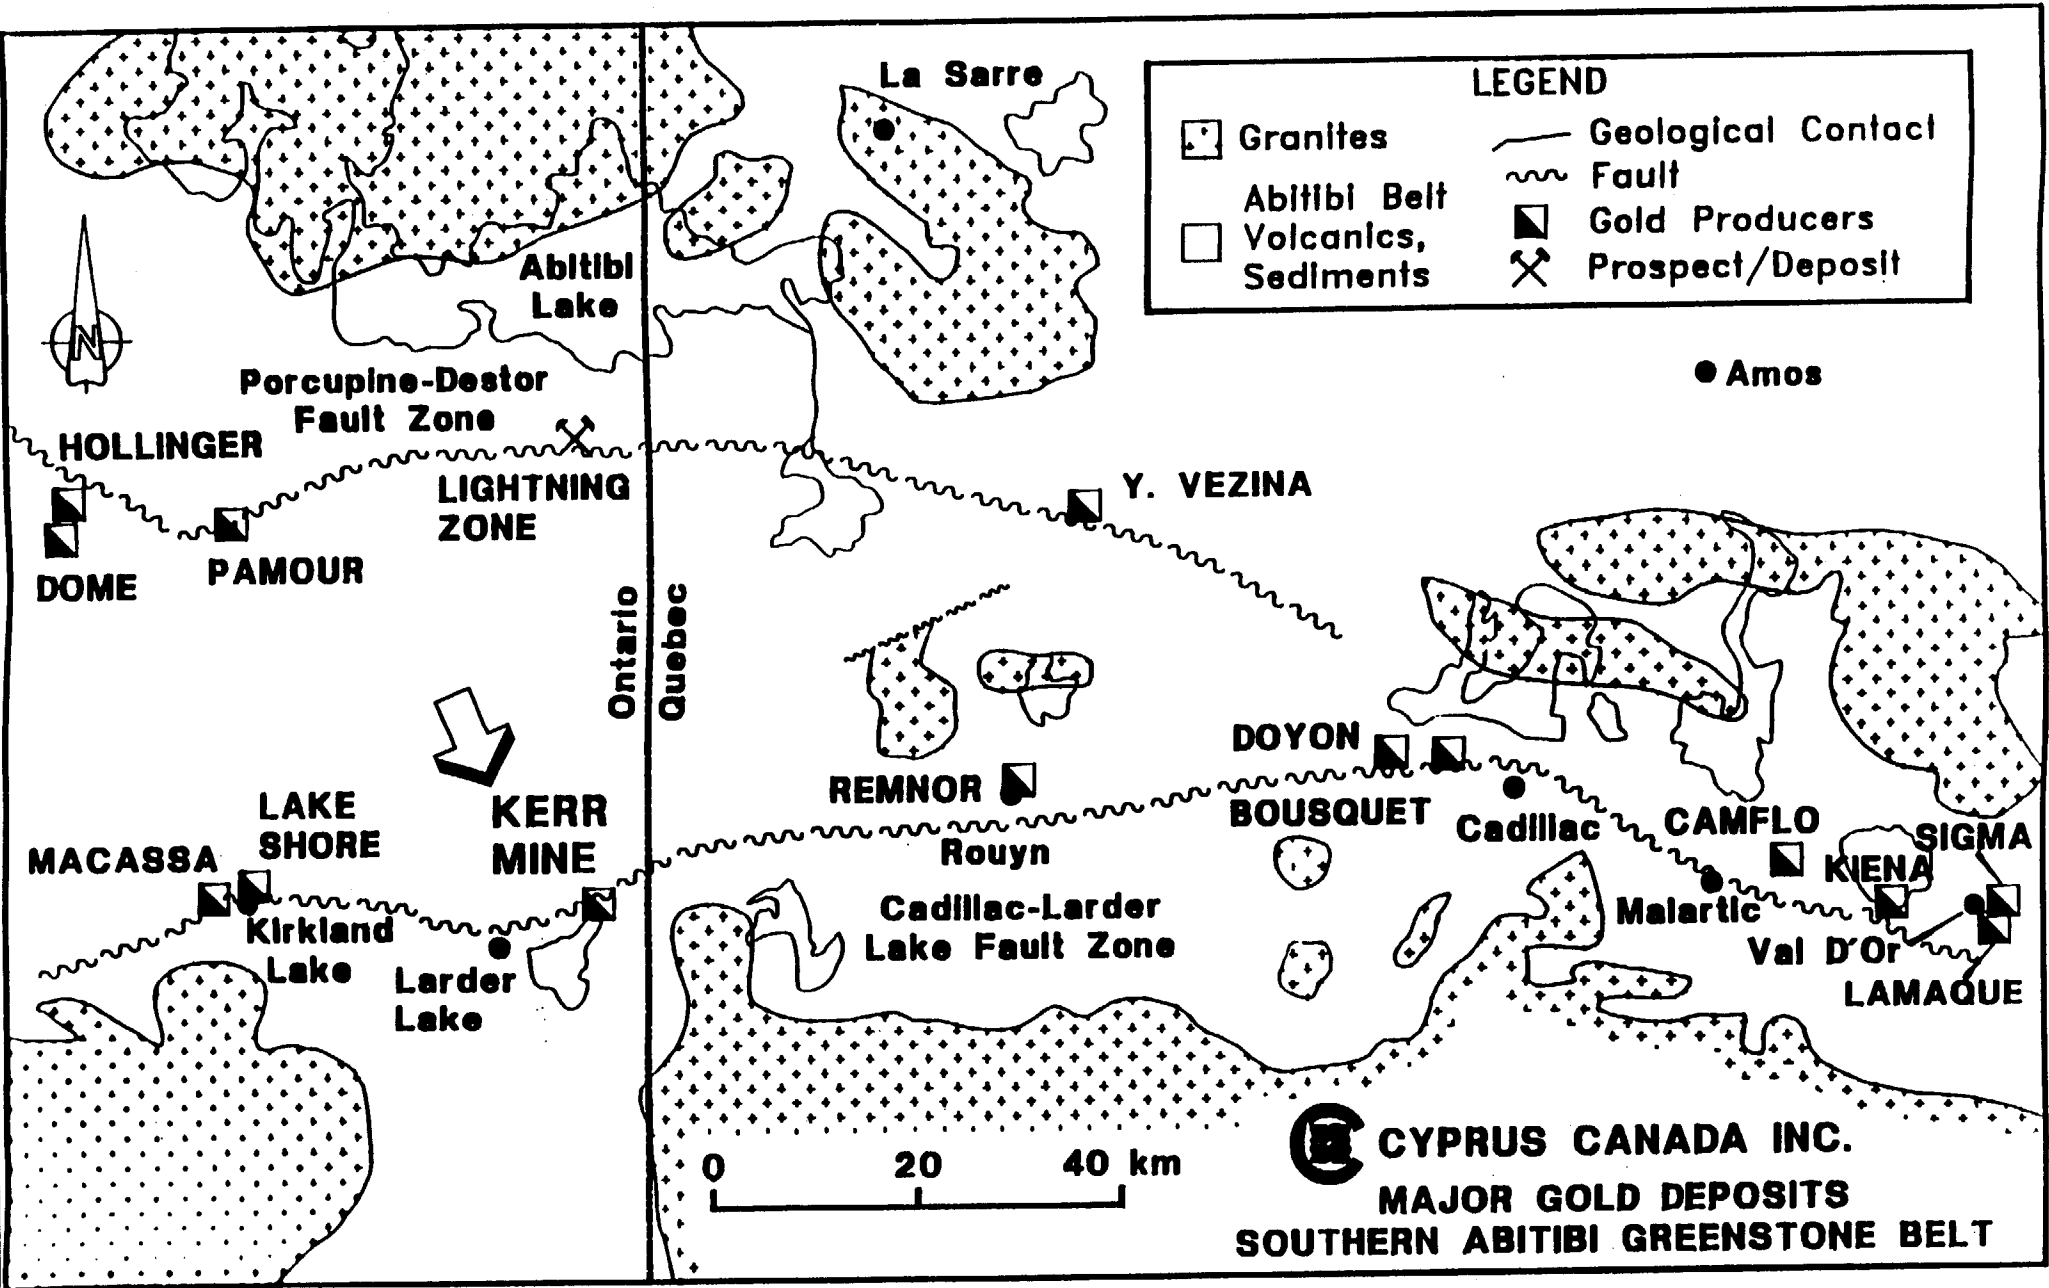 La Sarre
LEGEND
Granites
Abitibi Belt
Volcanics,
Sediments
Geological Contact
Fault
Gold Producers
Prospect/Deposit
N
Abitibi
Lake
Porcupine-Destor
Fault Zone
Amos
HOLLINGER
LIGHTNING
ZONE
Y. VEZINA
DOME
PAMOUR
Ontario
Quebec
DOYON
REMNOR
BOUSQUET
Cadillac
CAMFLO
SIGMA
LAKE
SHORE
KERR
MINE
MACASSA
Rouyn
KIENA
Kirkland
Lake
Cadillac-Larder
Lake Fault Zone
Malartic
Val D'Or
Larder
Lake
LAMAQUE
0 20 40 km
CYPRUS CANADA INC.
MAJOR GOLD DEPOSITS
SOUTHERN ABITIBI GREENSTONE BELT